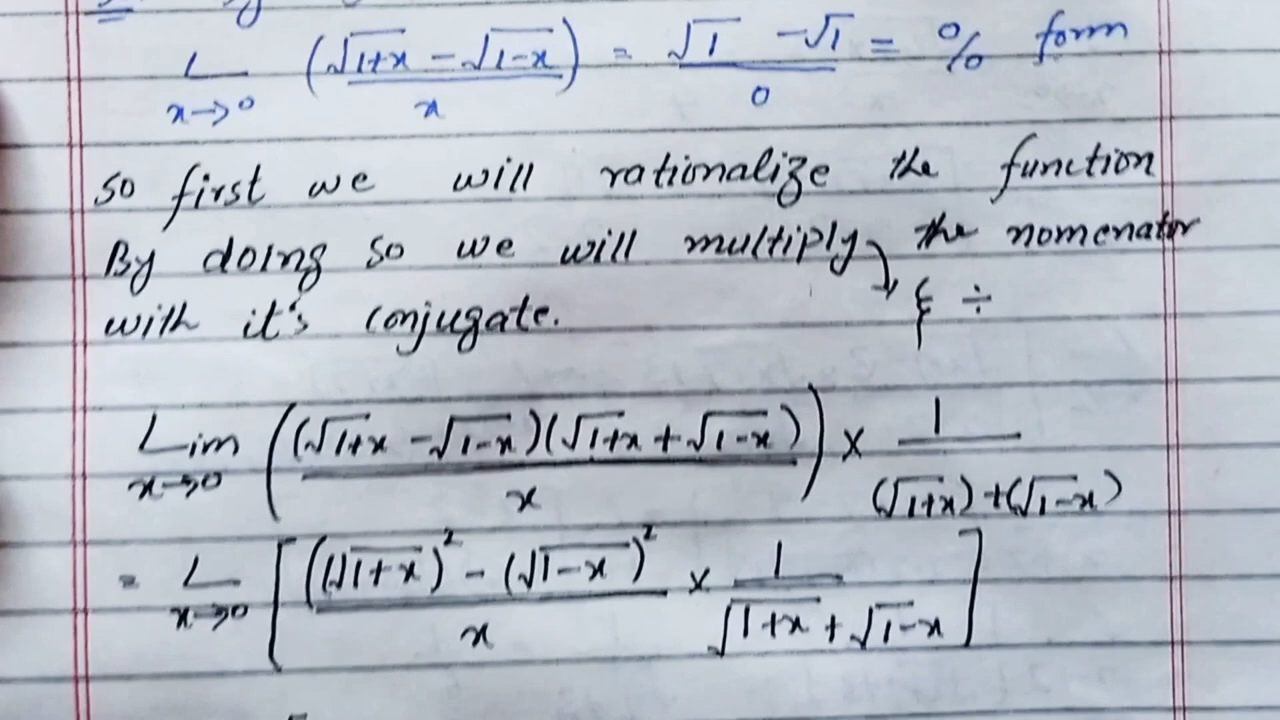 L (√1+x − √1−x) = √1 − √1 = 0/0 form
x→0 x 0
so first we will rationalize the function
By doing so we will multiply the nomenator
& ÷
with it's conjugate.
Lim ((√1+x − √1−x)(√1+x + √1−x)) × 1
x→0 x (√1+x)+(√1−x)
= L [(√1+x)² − (√1−x)² × 1 ]
x→0 x √1+x + √1−x